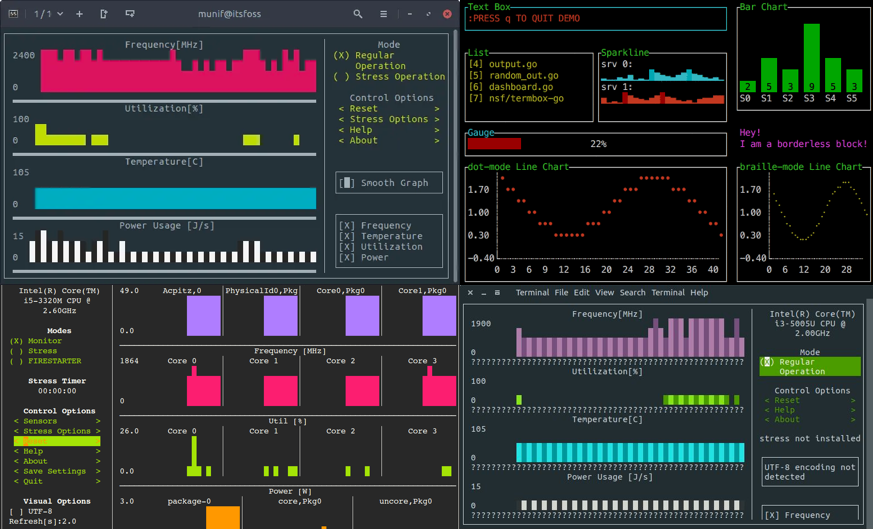 1/1
munif@itsfoss
Frequency[MHz]
2400
0
Utilization[%]
100
0
Temperature[C]
105
0
Power Usage [J/s]
15
0
Mode
(X) Regular
Operation
( ) Stress Operation
Control Options
< Reset >
< Stress Options >
< Help >
< About >
[ ] Smooth Graph
[X] Frequency
[X] Temperature
[X] Utilization
[X] Power
Text Box
:PRESS q TO QUIT DEMO
List
[4] output.go
[5] random_out.go
[6] dashboard.go
[7] nsf/termbox-go
Sparkline
srv 0:
srv 1:
Gauge
22%
dot-mode Line Chart
1.70
1.00
0.30
-0.40
0 3 6 9 12 16 20 24 28 32 36 40
Bar Chart
2 5 3 9 5 3
S0 S1 S2 S3 S4 S5
Hey!
I am a borderless block!
braille-mode Line Chart
1.70
1.00
0.30
-0.40
0 7 14 28
Intel(R) Core(TM)
i5-3320M CPU @
2.60GHz
Modes
(X) Monitor
( ) Stress
( ) FIRESTARTER
Stress Timer
00:00:00
Control Options
< Sensors >
< Stress Options >
< Help >
< About >
< Save Settings >
< Quit >
Visual Options
[ ] UTF-8
Refresh[s]:2.0
49.0 Acpitz,0 PhysicalId0,Pkg Core0,Pkg0 Core1,Pkg0
0.0
Frequency [MHz]
1864 Core 0 Core 1 Core 2 Core 3
0
Util [%]
26.0 Core 0 Core 1 Core 2 Core 3
0.0
Power [W]
3.0 package-0 core,Pkg0 uncore,Pkg0
Terminal File Edit View Search Terminal Help
Frequency[MHz]
1900
0
Utilization[%]
100
0
Temperature[C]
105
0
Power Usage [J/s]
15
0
Intel(R) Core(TM)
i3-5005U CPU @
2.00GHz
Mode
(X) Regular
Operation
Control Options
< Reset >
< Help >
< About >
stress not installed
UTF-8 encoding not
detected
[X] Frequency